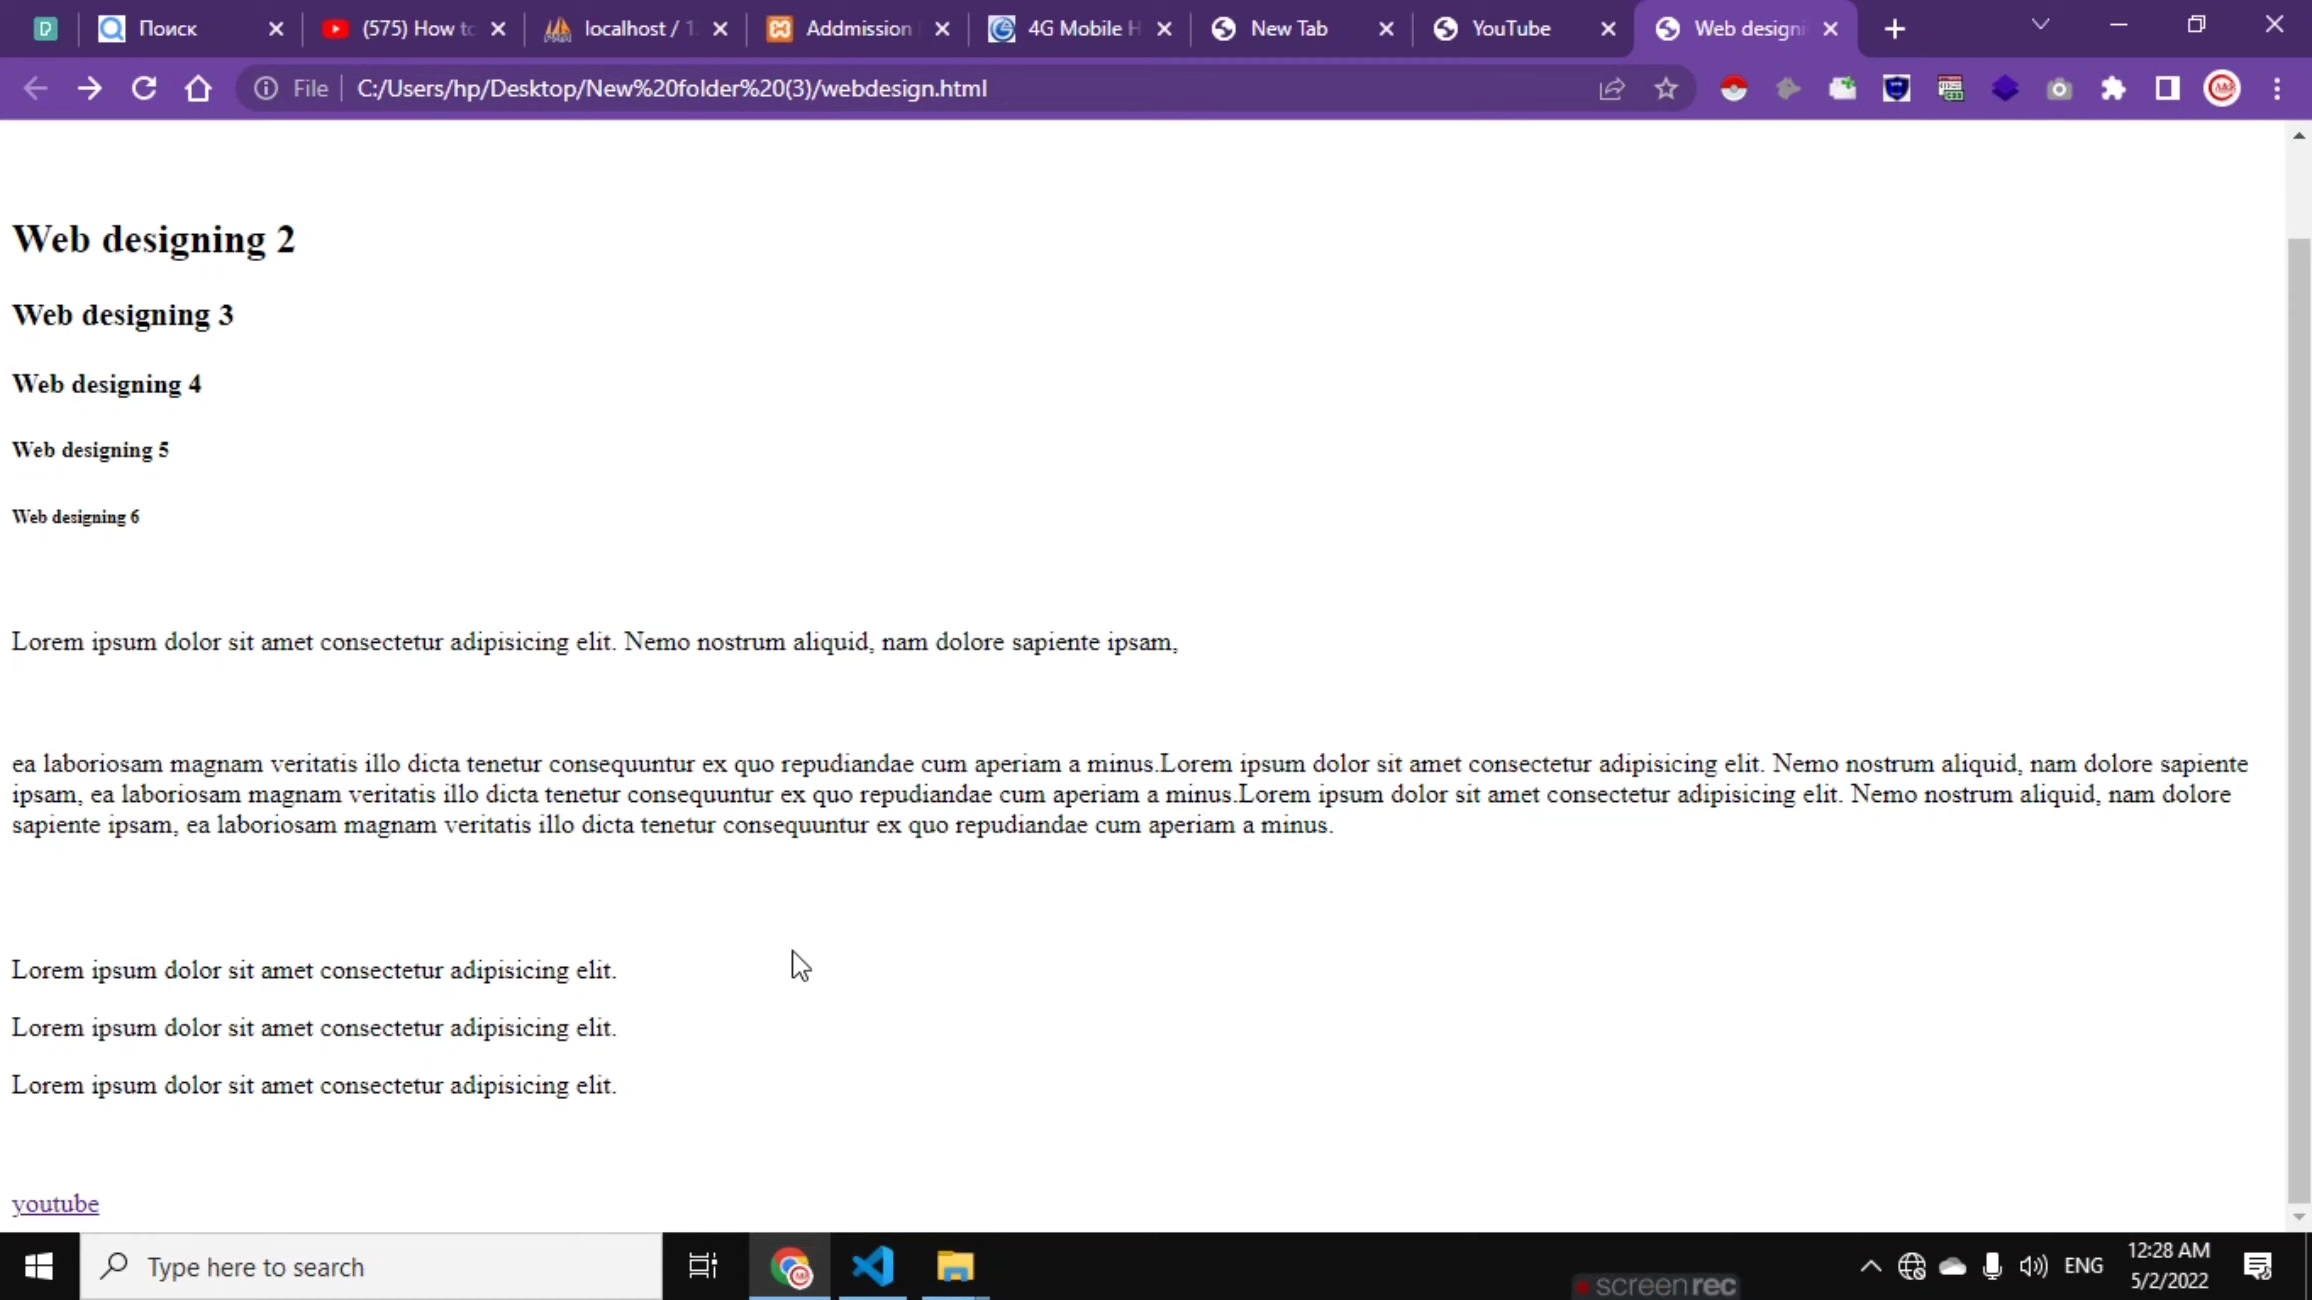 Поиск
(575) How to
localhost / 1
Addmission
4G Mobile H
New Tab
YouTube
Web designi
File
C:/Users/hp/Desktop/New%20folder%20(3)/webdesign.html
Web designing 2
Web designing 3
Web designing 4
Web designing 5
Web designing 6
Lorem ipsum dolor sit amet consectetur adipisicing elit. Nemo nostrum aliquid, nam dolore sapiente ipsam,
ea laboriosam magnam veritatis illo dicta tenetur consequuntur ex quo repudiandae cum aperiam a minus.Lorem ipsum dolor sit amet consectetur adipisicing elit. Nemo nostrum aliquid, nam dolore sapiente
ipsam, ea laboriosam magnam veritatis illo dicta tenetur consequuntur ex quo repudiandae cum aperiam a minus.Lorem ipsum dolor sit amet consectetur adipisicing elit. Nemo nostrum aliquid, nam dolore
sapiente ipsam, ea laboriosam magnam veritatis illo dicta tenetur consequuntur ex quo repudiandae cum aperiam a minus.
Lorem ipsum dolor sit amet consectetur adipisicing elit.
Lorem ipsum dolor sit amet consectetur adipisicing elit.
Lorem ipsum dolor sit amet consectetur adipisicing elit.
youtube
Type here to search
screenrec
ENG
12:28 AM
5/2/2022